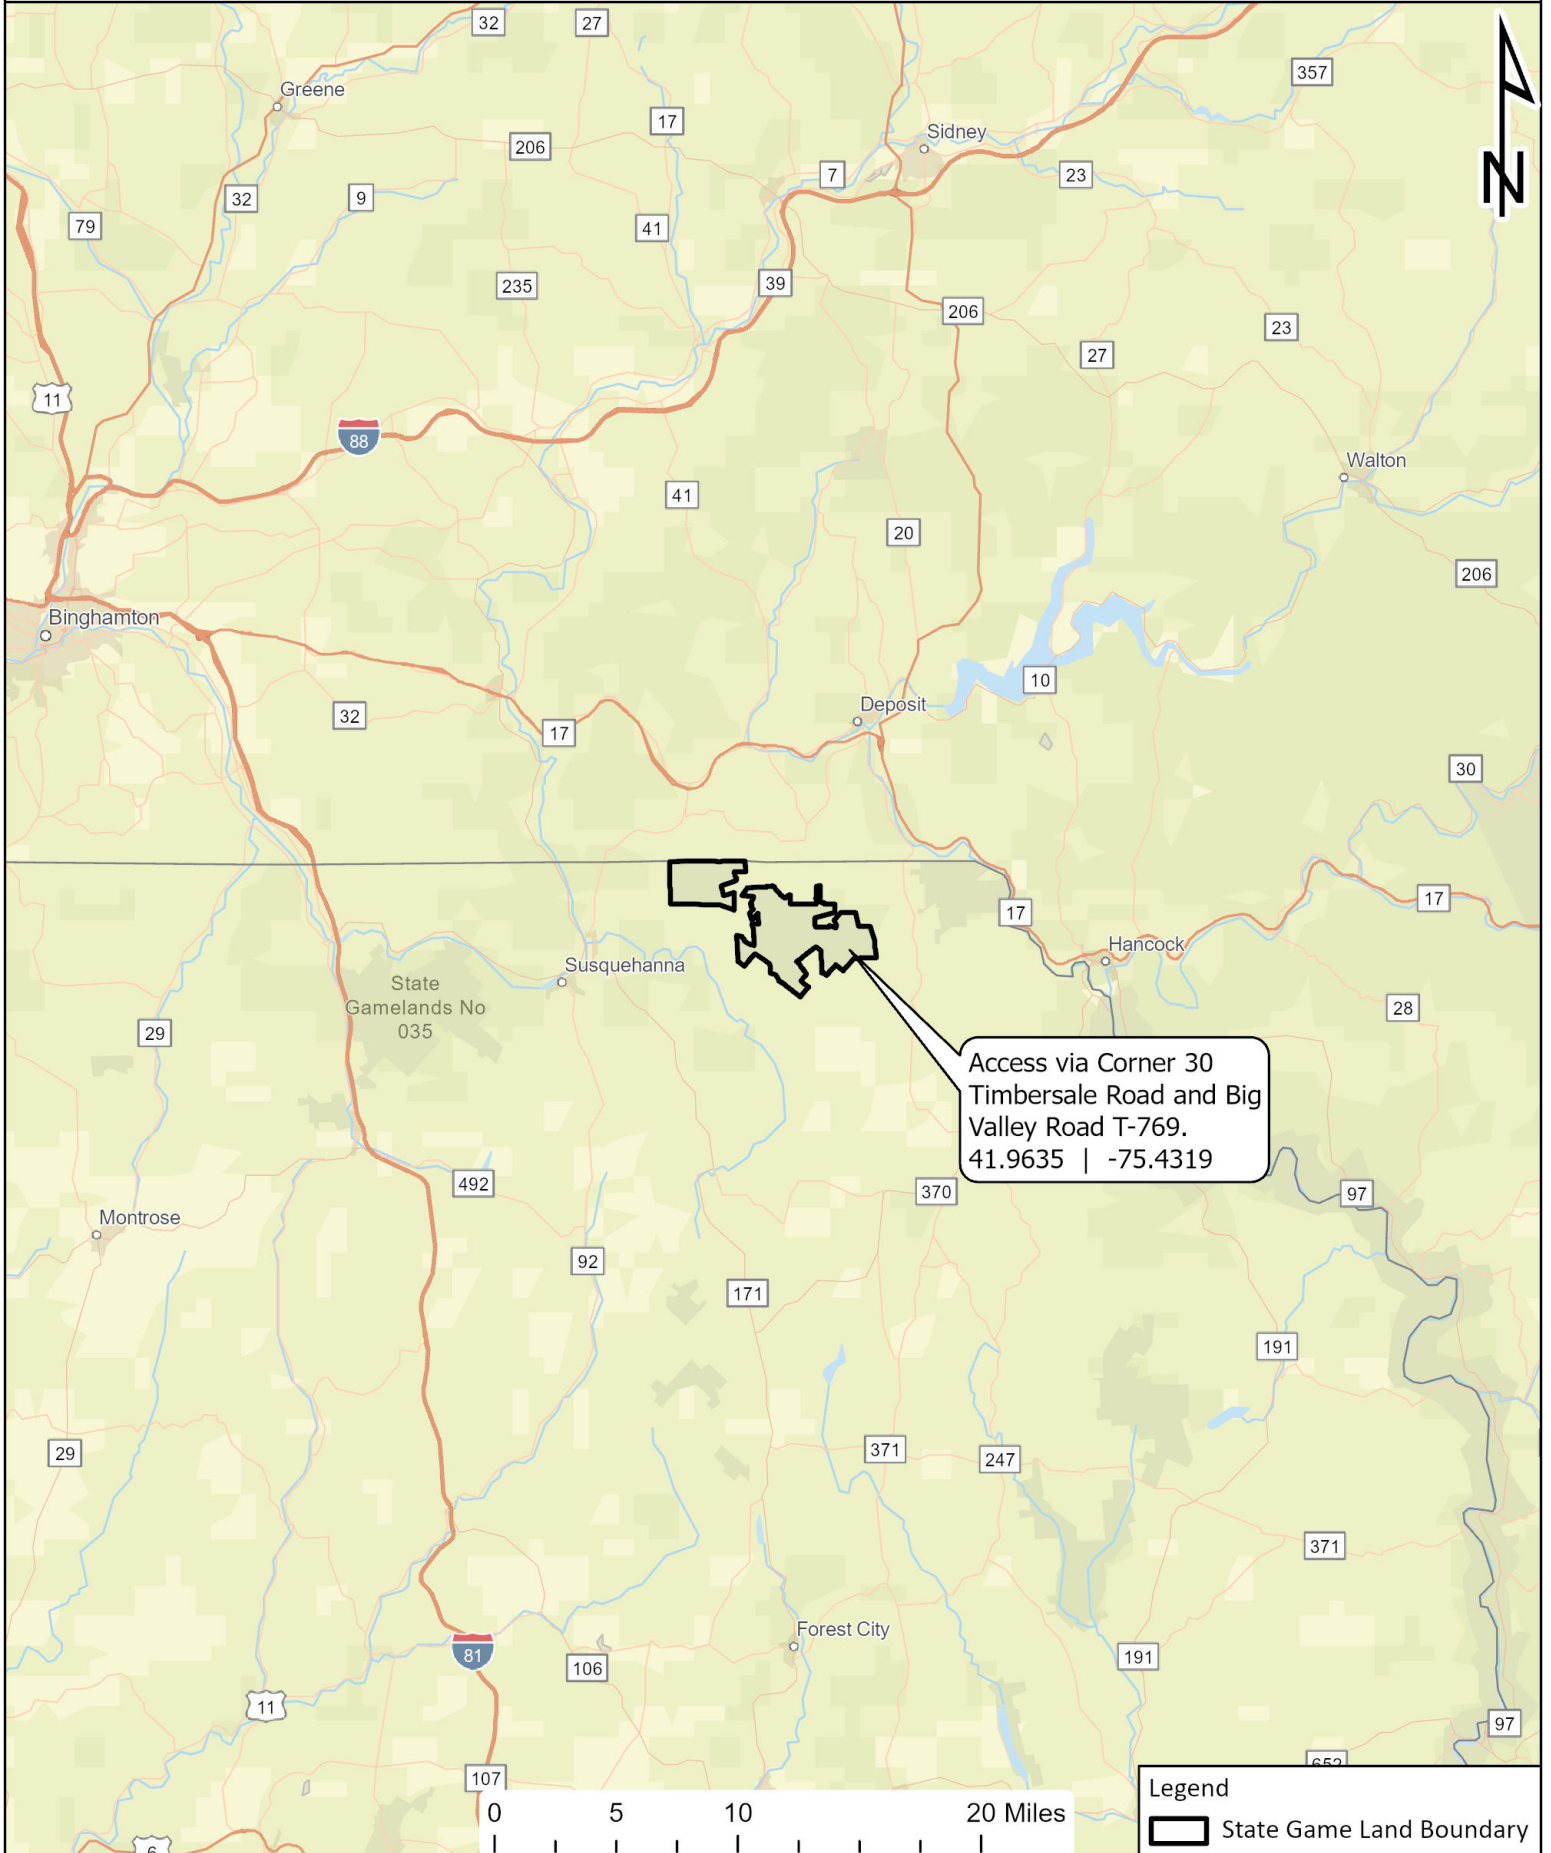 32
27
Greene
357
17
Sidney
206
7
23
32
9
79
41
235
39
206
23
27
11
88
Walton
41
20
206
Binghamton
10
Deposit
32
17
30
17
17
Hancock
Susquehanna
State
Gamelands No
035
28
29
Access via Corner 30
Timbersale Road and Big
Valley Road T-769.
41.9635 | -75.4319
492
370
97
Montrose
92
171
191
29
371
247
371
Forest City
81
106
191
11
97
652
107
Legend
0 5 10 20 Miles
State Game Land Boundary
6
N